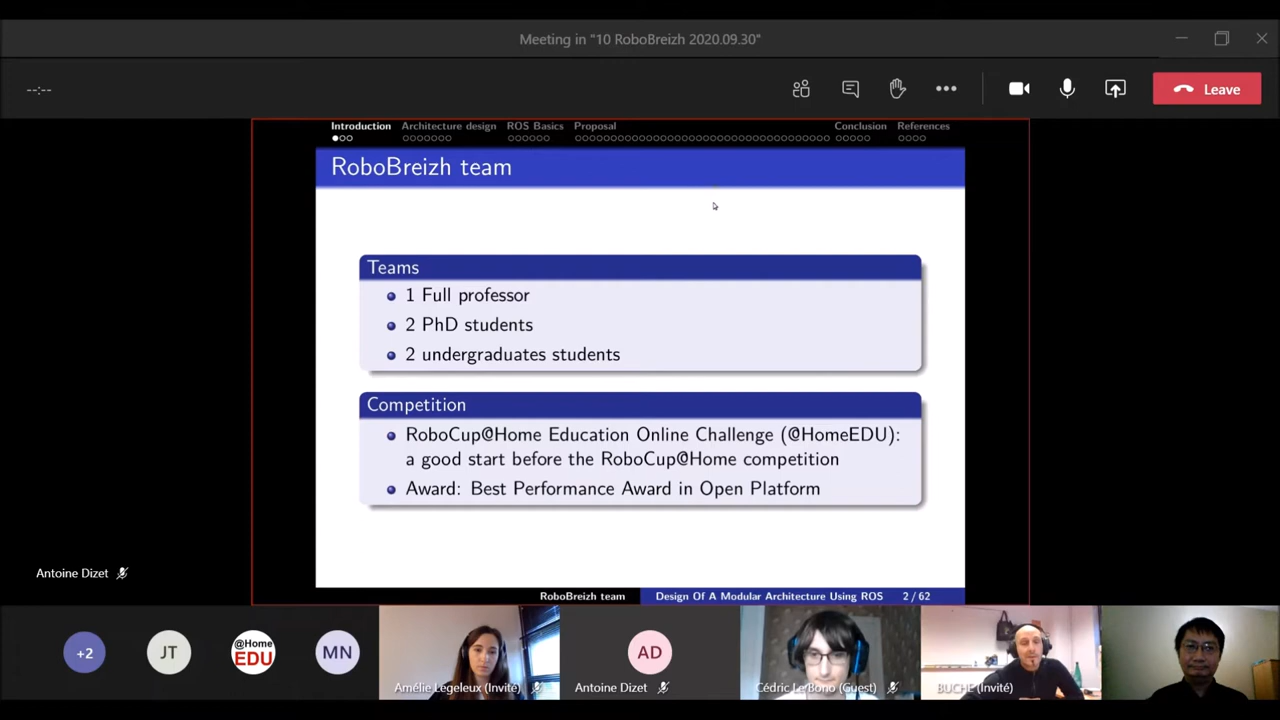 Meeting in "10 RoboBreizh 2020.09.30"
--:--
Leave
Introduction Architecture design ROS Basics Proposal Conclusion References
RoboBreizh team
Teams
1 Full professor
2 PhD students
2 undergraduates students
Competition
RoboCup@Home Education Online Challenge (@HomeEDU):
a good start before the RoboCup@Home competition
Award: Best Performance Award in Open Platform
Antoine Dizet
RoboBreizh team Design Of A Modular Architecture Using ROS 2 / 62
+2
JT
@Home
EDU
MN
Amélie Legeleux (Invité)
AD
Antoine Dizet
Cédric Le Bono (Guest)
BUCHE (Invité)